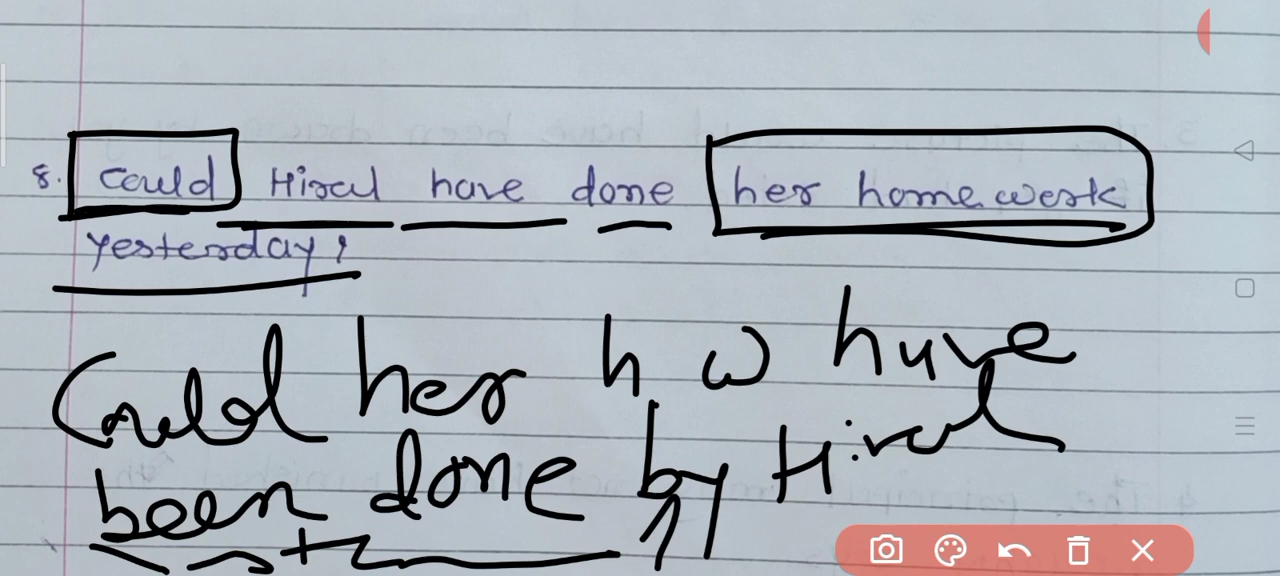 8. Could Hiral have done her homework
yesterday?
Could her h w have
been done by Hiral